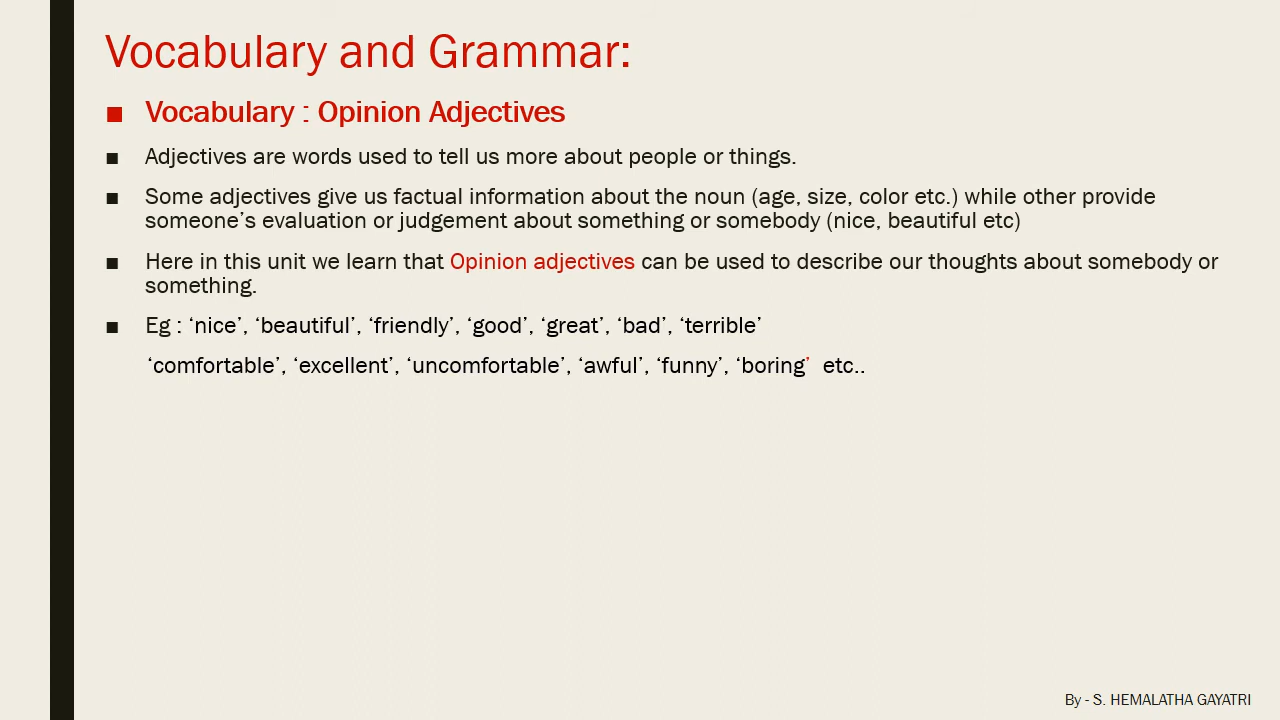 Vocabulary and Grammar:
■ Vocabulary : Opinion Adjectives
■ Adjectives are words used to tell us more about people or things.
■ Some adjectives give us factual information about the noun (age, size, color etc.) while other provide
someone’s evaluation or judgement about something or somebody (nice, beautiful etc)
■ Here in this unit we learn that Opinion adjectives can be used to describe our thoughts about somebody or
something.
■ Eg : ‘nice’, ‘beautiful’, ‘friendly’, ‘good’, ‘great’, ‘bad’, ‘terrible’
‘comfortable’, ‘excellent’, ‘uncomfortable’, ‘awful’, ‘funny’, ‘boring’ etc..
By - S. HEMALATHA GAYATRI